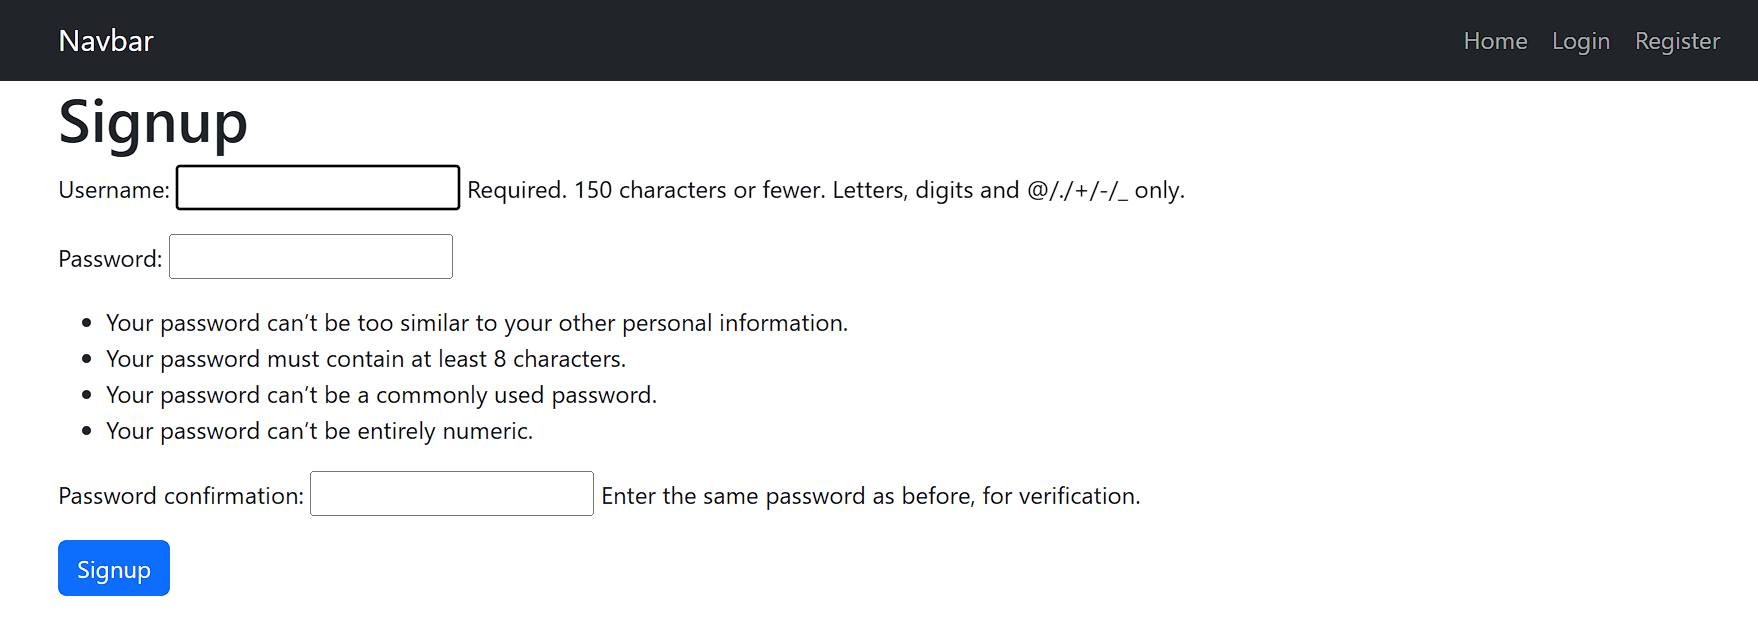 Navbar Home Login Register
Signup
Username: Required. 150 characters or fewer. Letters, digits and @/./+/-/_ only.
Password:
Your password can’t be too similar to your other personal information.
Your password must contain at least 8 characters.
Your password can’t be a commonly used password.
Your password can’t be entirely numeric.
Password confirmation: Enter the same password as before, for verification.
Signup